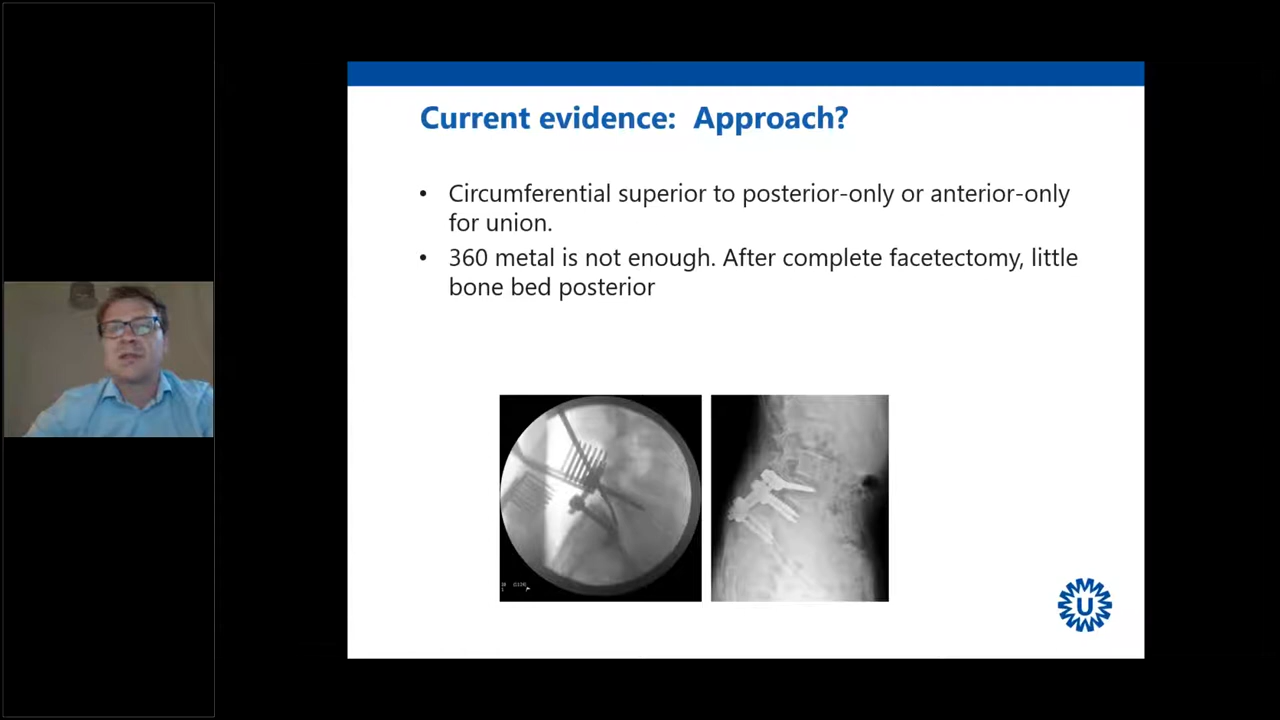 Current evidence:  Approach?
• Circumferential superior to posterior-only or anterior-only
for union.
• 360 metal is not enough. After complete facetectomy, little
bone bed posterior
U